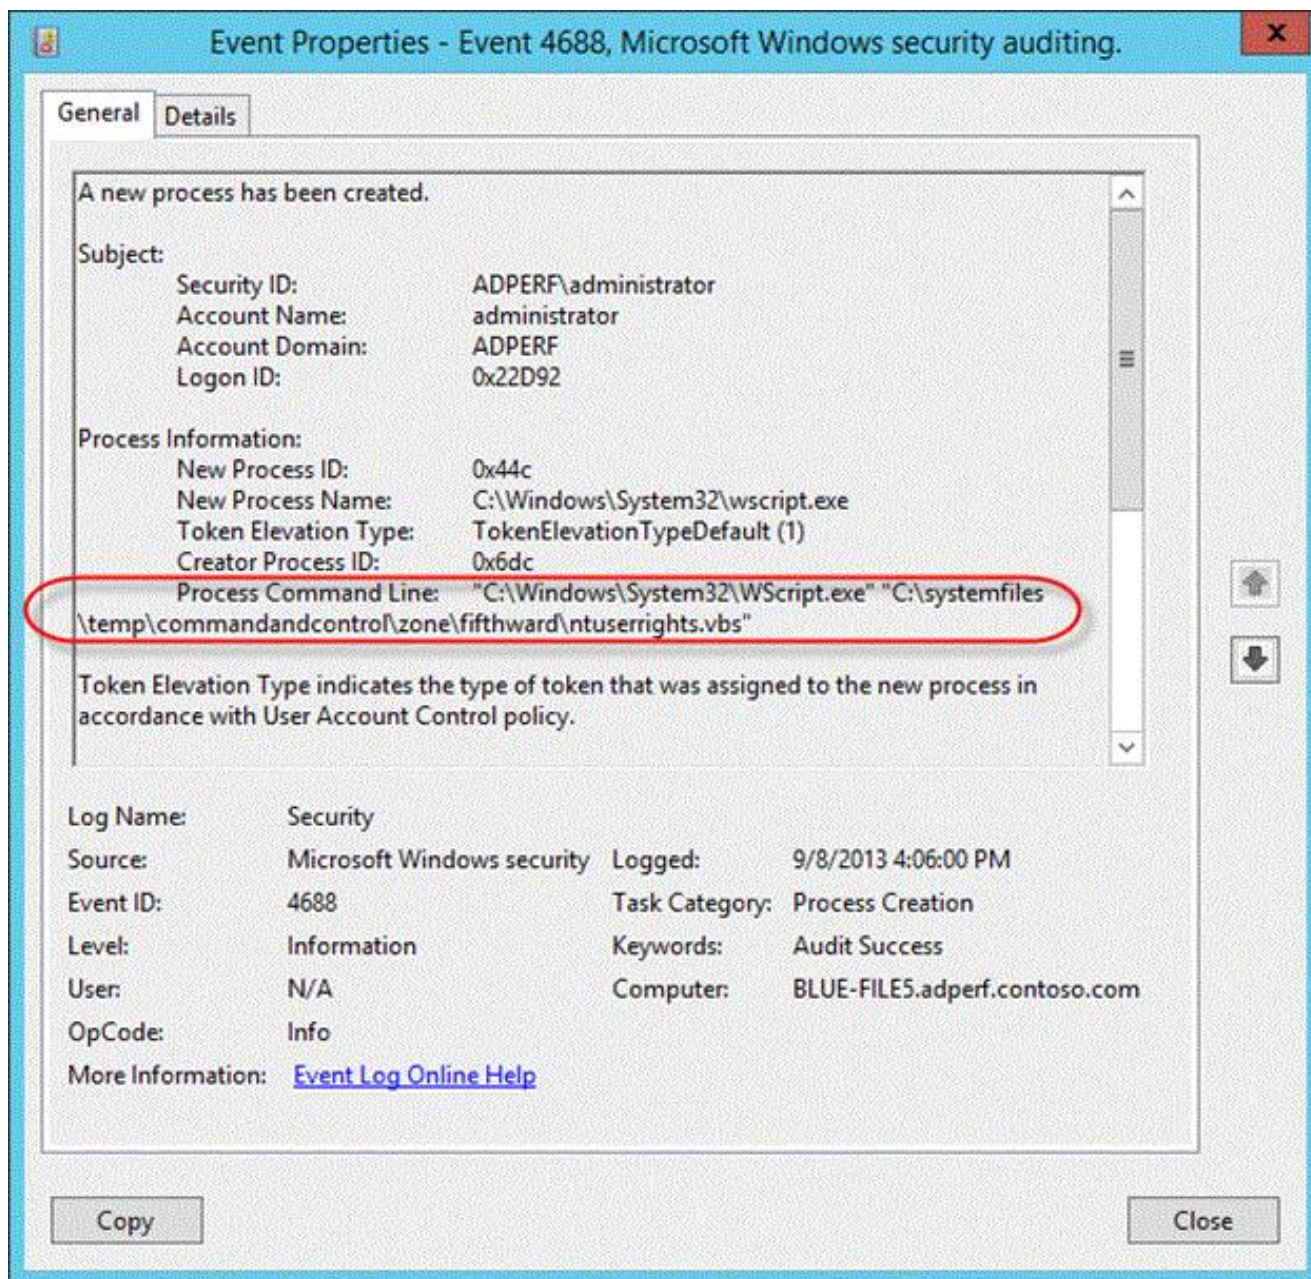 Event Properties - Event 4688, Microsoft Windows security auditing.
x
General Details
A new process has been created.
Subject:
Security ID: ADPERF\administrator
Account Name: administrator
Account Domain: ADPERF
Logon ID: 0x22D92
Process Information:
New Process ID: 0x44c
New Process Name: C:\Windows\System32\wscript.exe
Token Elevation Type: TokenElevationTypeDefault (1)
Creator Process ID: 0x6dc
Process Command Line: "C:\Windows\System32\WScript.exe" "C:\systemfiles
\temp\commandandcontrol\zone\fifthward\ntuserrights.vbs"
Token Elevation Type indicates the type of token that was assigned to the new process in
accordance with User Account Control policy.
Log Name: Security
Source: Microsoft Windows security Logged: 9/8/2013 4:06:00 PM
Event ID: 4688 Task Category: Process Creation
Level: Information Keywords: Audit Success
User: N/A Computer: BLUE-FILE5.adperf.contoso.com
OpCode: Info
More Information: Event Log Online Help
Copy Close